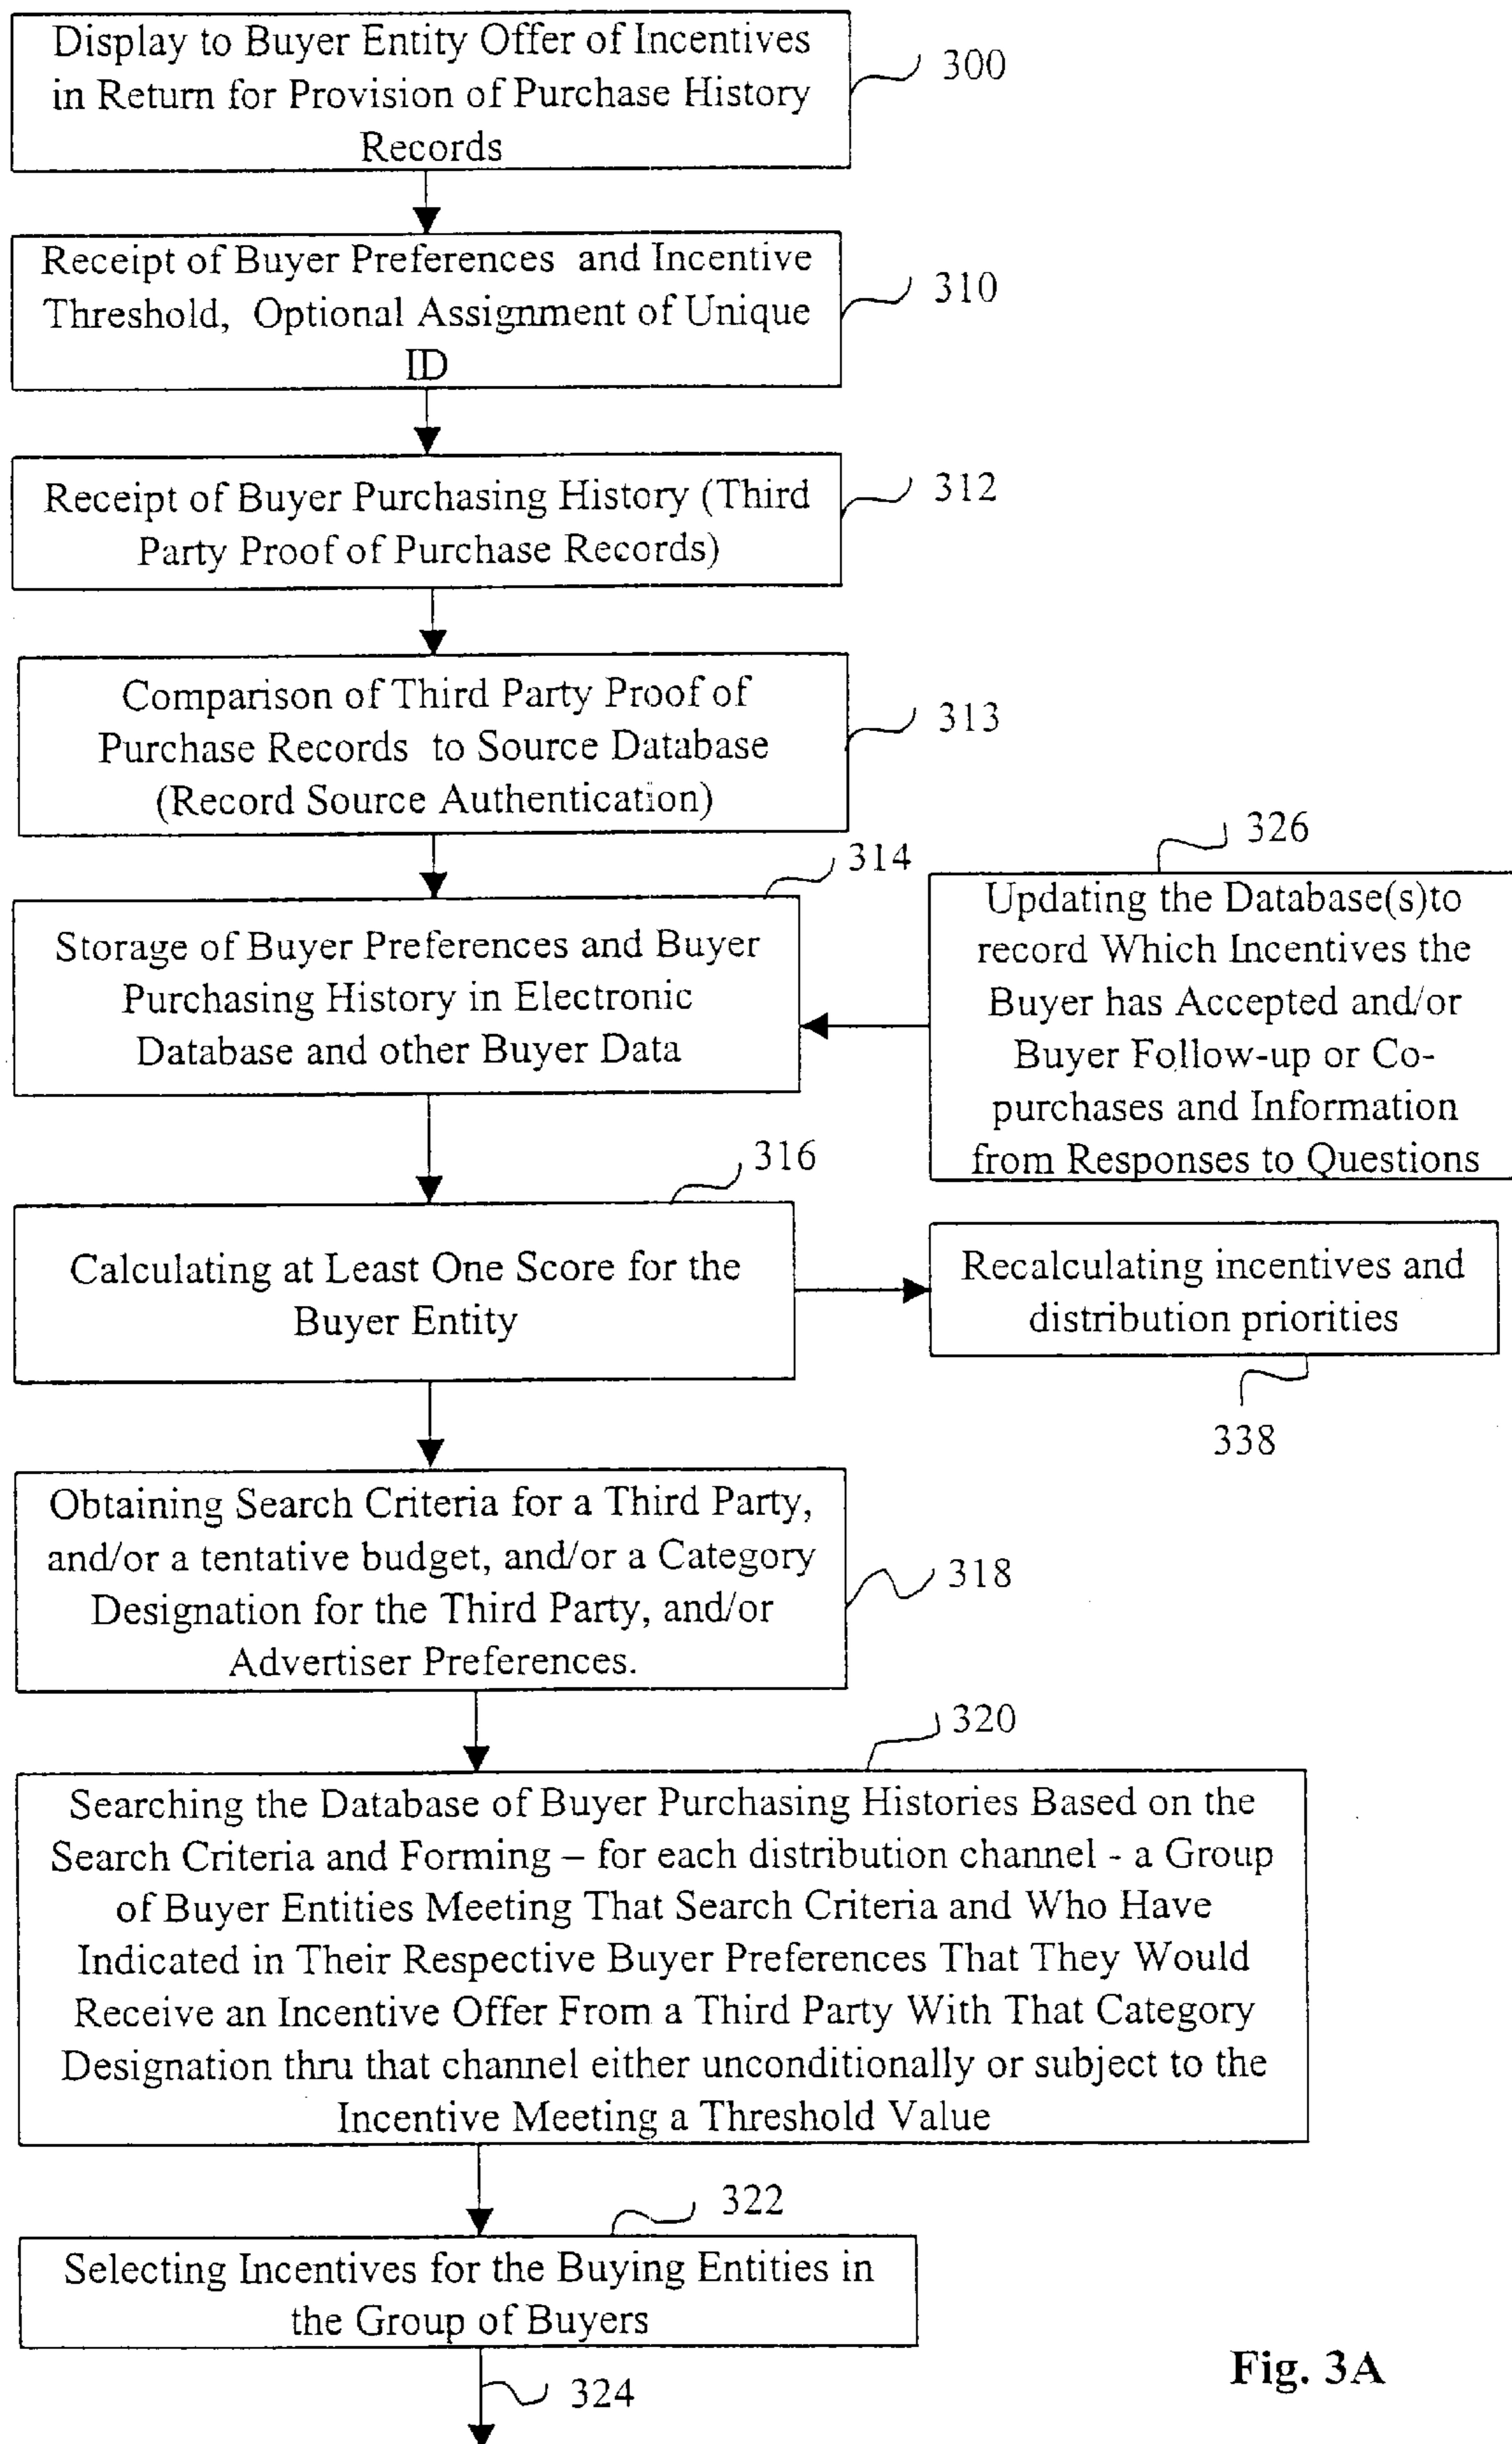 Display to Buyer Entity Offer of Incentives
in Return for Provision of Purchase History
Records
300
Receipt of Buyer Preferences and Incentive
Threshold, Optional Assignment of Unique
ID
310
Receipt of Buyer Purchasing History (Third
Party Proof of Purchase Records)
312
Comparison of Third Party Proof of
Purchase Records to Source Database
(Record Source Authentication)
313
314
Storage of Buyer Preferences and Buyer
Purchasing History in Electronic
Database and other Buyer Data
326
Updating the Database(s)to
record Which Incentives the
Buyer has Accepted and/or
Buyer Follow-up or Co-
purchases and Information
from Responses to Questions
316
Calculating at Least One Score for the
Buyer Entity
Recalculating incentives and
distribution priorities
338
Obtaining Search Criteria for a Third Party,
and/or a tentative budget, and/or a Category
Designation for the Third Party, and/or
Advertiser Preferences.
318
320
Searching the Database of Buyer Purchasing Histories Based on the
Search Criteria and Forming – for each distribution channel - a Group
of Buyer Entities Meeting That Search Criteria and Who Have
Indicated in Their Respective Buyer Preferences That They Would
Receive an Incentive Offer From a Third Party With That Category
Designation thru that channel either unconditionally or subject to the
Incentive Meeting a Threshold Value
322
Selecting Incentives for the Buying Entities in
the Group of Buyers
324
Fig. 3A